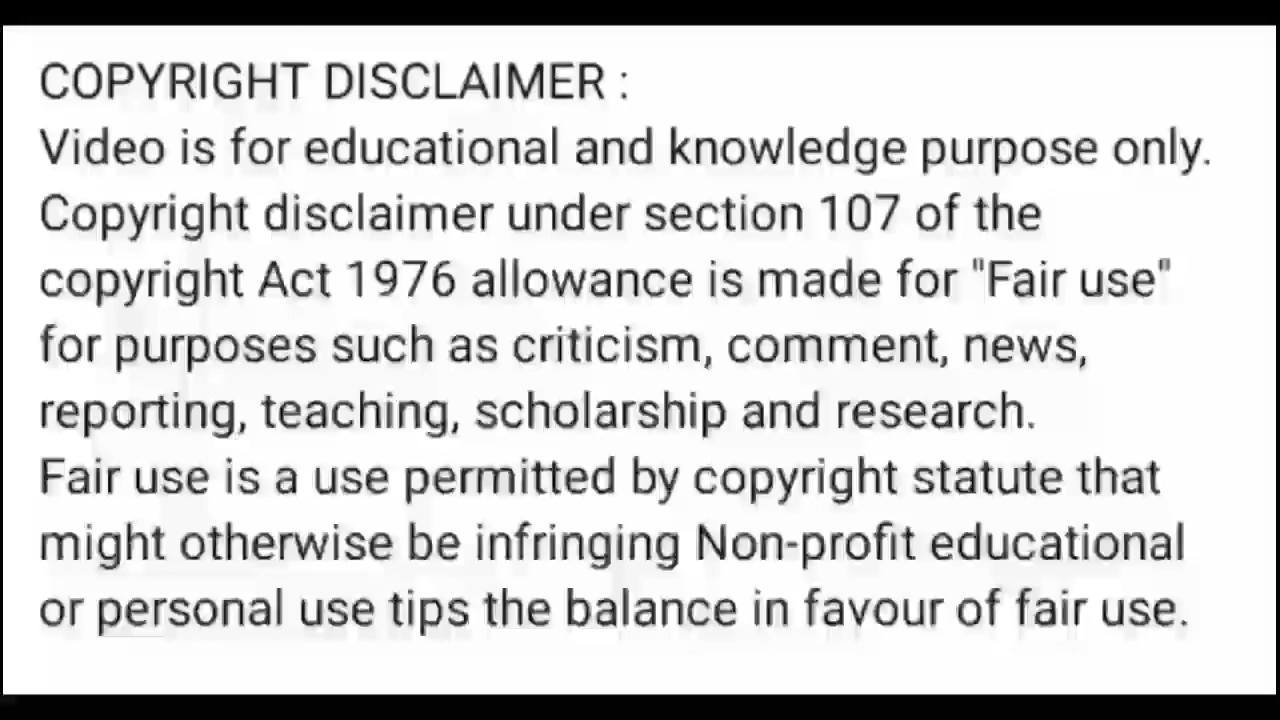 COPYRIGHT DISCLAIMER :
Video is for educational and knowledge purpose only.
Copyright disclaimer under section 107 of the
copyright Act 1976 allowance is made for "Fair use"
for purposes such as criticism, comment, news,
reporting, teaching, scholarship and research.
Fair use is a use permitted by copyright statute that
might otherwise be infringing Non-profit educational
or personal use tips the balance in favour of fair use.